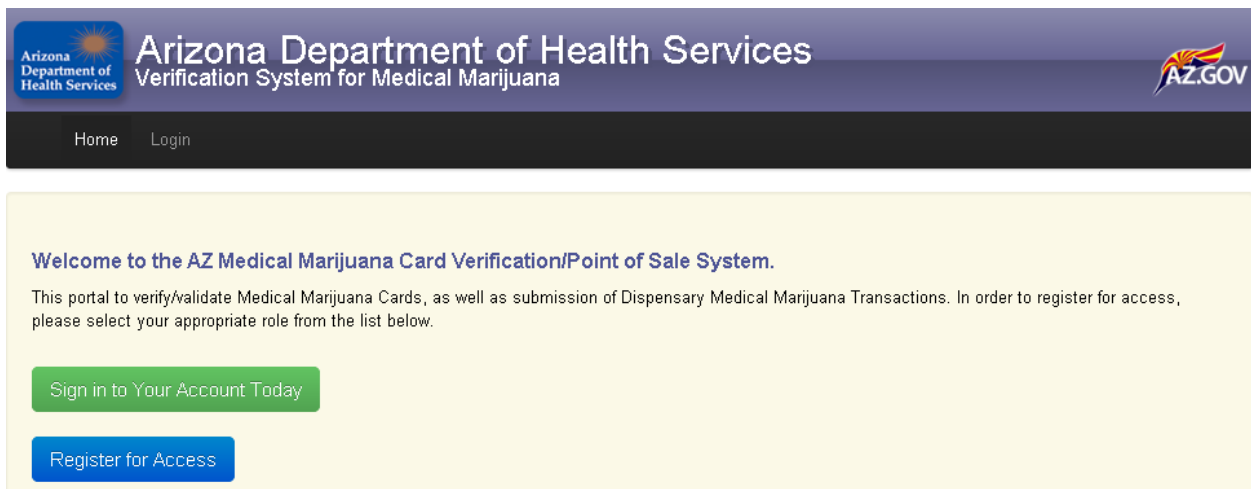 Arizona
Department of
Health Services
Arizona Department of Health Services
Verification System for Medical Marijuana
AZ.GOV
Home Login
Welcome to the AZ Medical Marijuana Card Verification/Point of Sale System.
This portal to verify/validate Medical Marijuana Cards, as well as submission of Dispensary Medical Marijuana Transactions. In order to register for access,
please select your appropriate role from the list below.
Sign in to Your Account Today
Register for Access